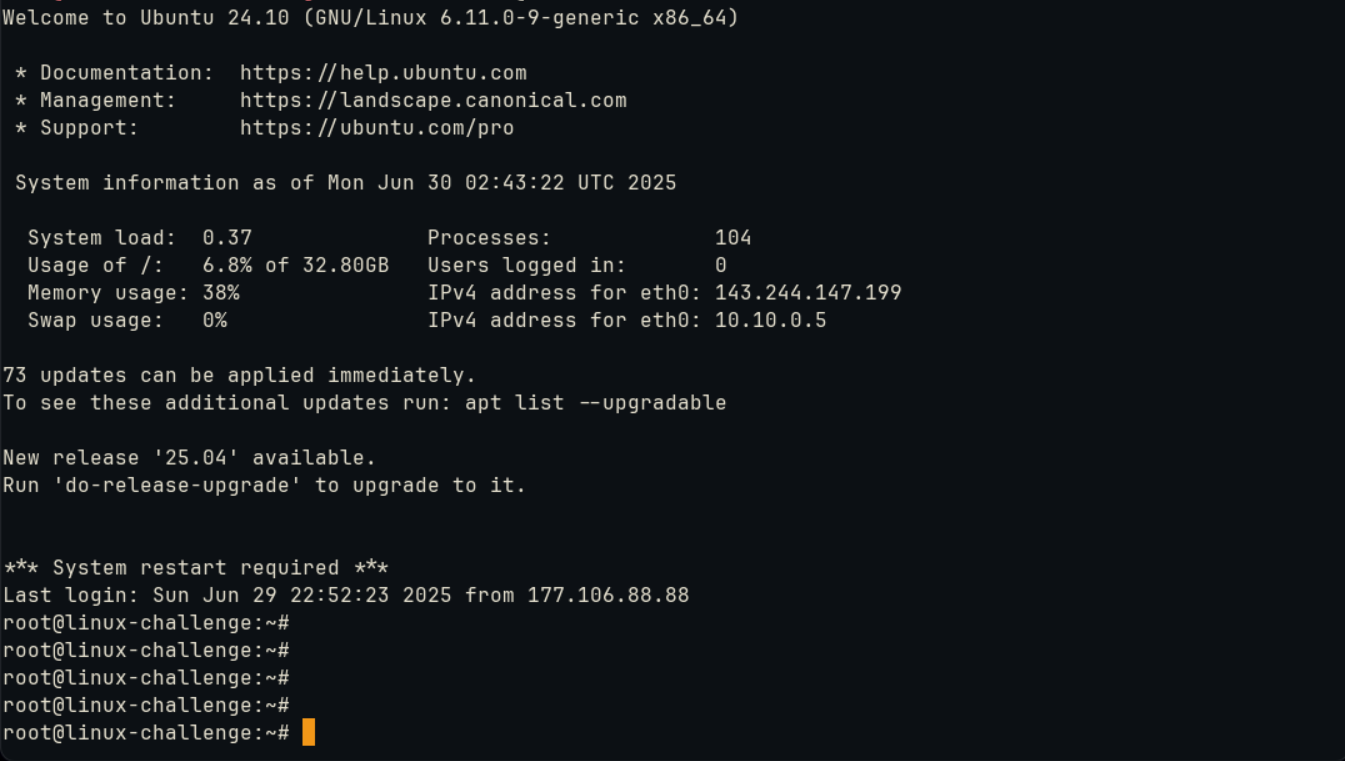 Welcome to Ubuntu 24.10 (GNU/Linux 6.11.0-9-generic x86_64)
* Documentation:  https://help.ubuntu.com
* Management:     https://landscape.canonical.com
* Support:        https://ubuntu.com/pro
System information as of Mon Jun 30 02:43:22 UTC 2025
System load:  0.37              Processes:             104
Usage of /:   6.8% of 32.80GB   Users logged in:       0
Memory usage: 38%               IPv4 address for eth0: 143.244.147.199
Swap usage:   0%                IPv4 address for eth0: 10.10.0.5
73 updates can be applied immediately.
To see these additional updates run: apt list --upgradable
New release '25.04' available.
Run 'do-release-upgrade' to upgrade to it.
*** System restart required ***
Last login: Sun Jun 29 22:52:23 2025 from 177.106.88.88
root@linux-challenge:~#
root@linux-challenge:~#
root@linux-challenge:~#
root@linux-challenge:~#
root@linux-challenge:~#